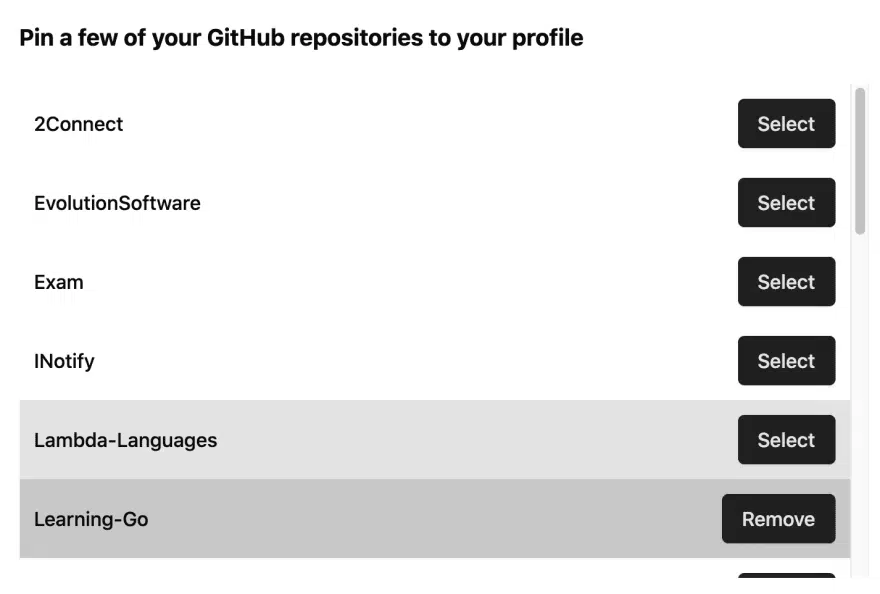 Pin a few of your GitHub repositories to your profile
2Connect Select
EvolutionSoftware Select
Exam Select
INotify Select
Lambda-Languages Select
Learning-Go Remove